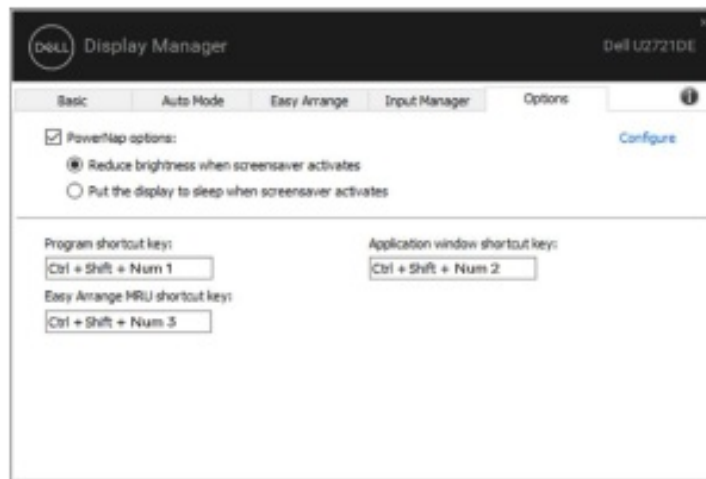 DELL Display Manager Dell U2721DE
Basic Auto Mode Easy Arrange Input Manager Options
PowerNap options: Configure
Reduce brightness when screensaver activates
Put the display to sleep when screensaver activates
Program shortcut key: Application window shortcut key:
Ctrl + Shift + Num 1 Ctrl + Shift + Num 2
Easy Arrange MRU shortcut key:
Ctrl + Shift + Num 3